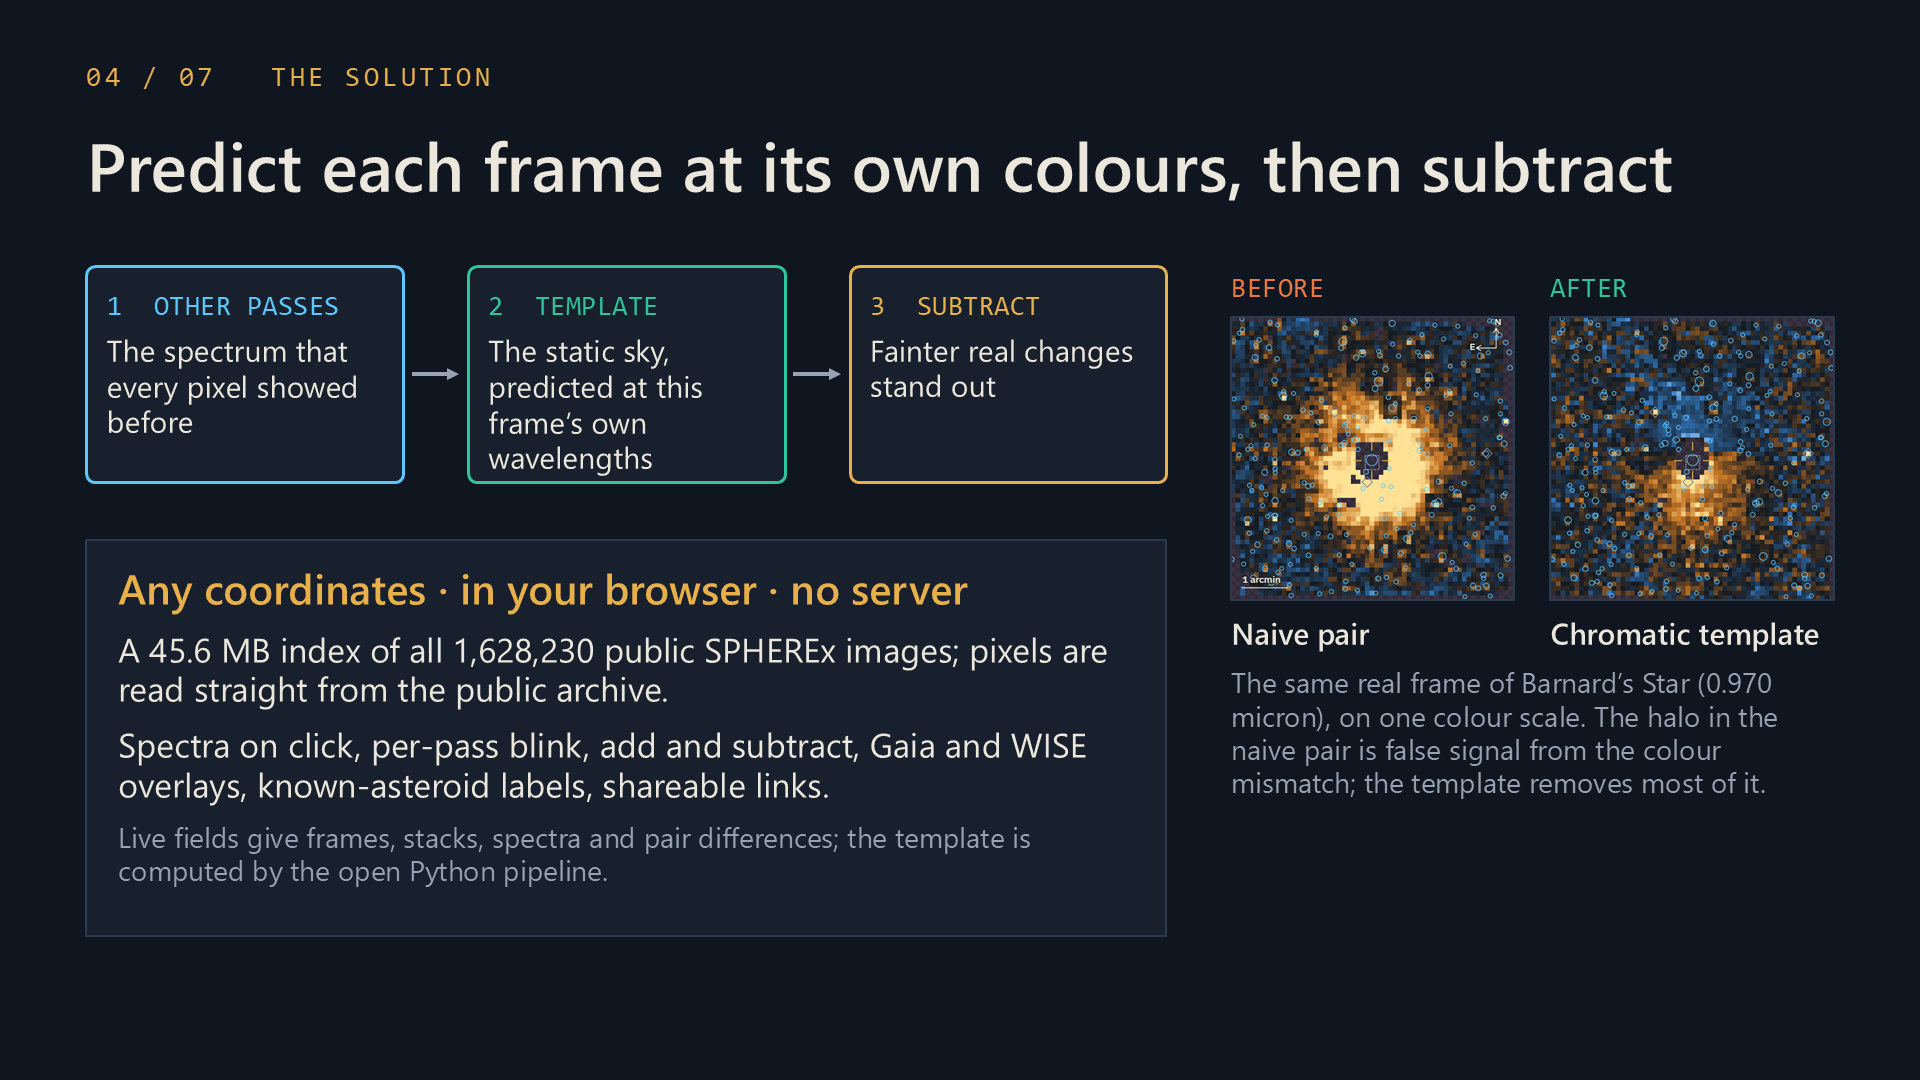 04 / 07 THE SOLUTION
Predict each frame at its own colours, then subtract
1 OTHER PASSES
The spectrum that
every pixel showed
before
2 TEMPLATE
The static sky,
predicted at this
frame’s own
wavelengths
3 SUBTRACT
Fainter real changes
stand out
Any coordinates · in your browser · no server
A 45.6 MB index of all 1,628,230 public SPHEREx images; pixels are
read straight from the public archive.
Spectra on click, per-pass blink, add and subtract, Gaia and WISE
overlays, known-asteroid labels, shareable links.
Live fields give frames, stacks, spectra and pair differences; the template is
computed by the open Python pipeline.
BEFORE
N
E
1 arcmin
Naive pair
AFTER
Chromatic template
The same real frame of Barnard’s Star (0.970
micron), on one colour scale. The halo in the
naive pair is false signal from the colour
mismatch; the template removes most of it.